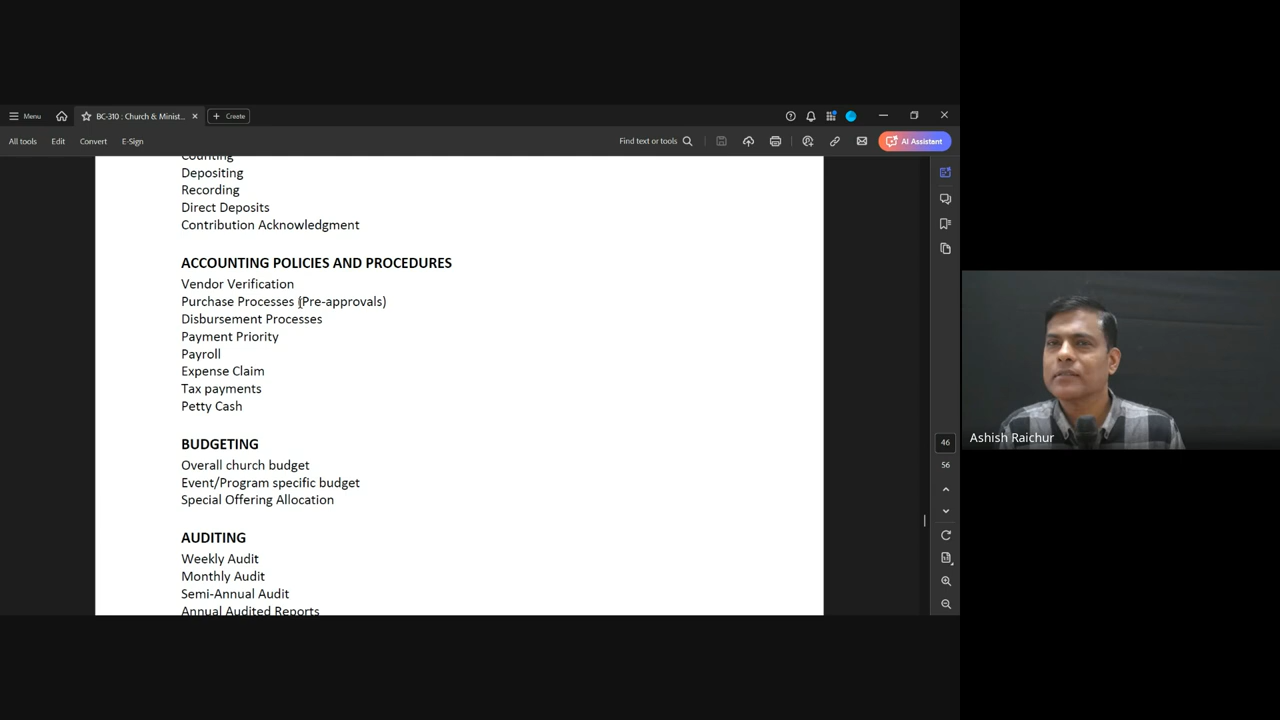 Menu
BC-310 : Church & Minist...
Create
All tools
Edit
Convert
E-Sign
Find text or tools
AI Assistant
Counting
Depositing
Recording
Direct Deposits
Contribution Acknowledgment
ACCOUNTING POLICIES AND PROCEDURES
Vendor Verification
Purchase Processes (Pre-approvals)
Disbursement Processes
Payment Priority
Payroll
Expense Claim
Tax payments
Petty Cash
BUDGETING
Overall church budget
Event/Program specific budget
Special Offering Allocation
AUDITING
Weekly Audit
Monthly Audit
Semi-Annual Audit
Annual Audited Reports
46
56
Ashish Raichur